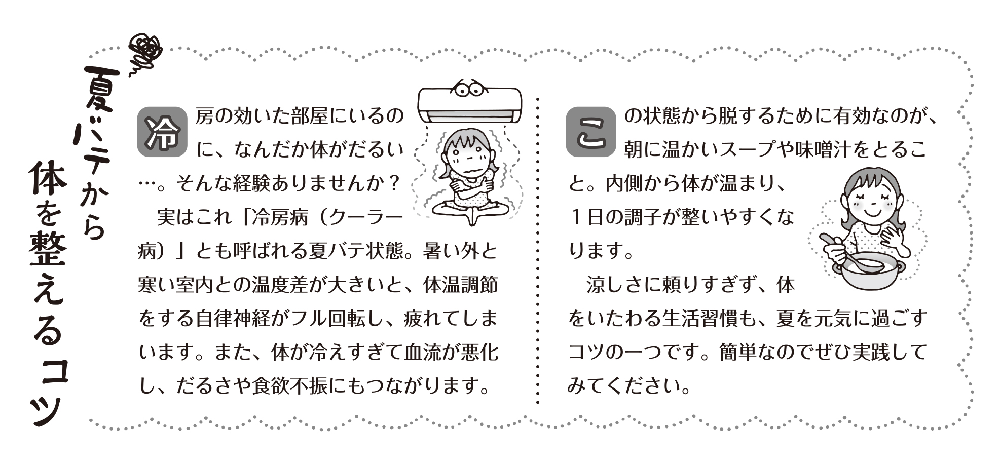 夏バテから
体を整えるコツ
冷房の効いた部屋にいるの
に、なんだか体がだるい
…。そんな経験ありませんか？
実はこれ「冷房病（クーラー
病）」とも呼ばれる夏バテ状態。暑い外と
寒い室内との温度差が大きいと、体温調節
をする自律神経がフル回転し、疲れてしま
います。また、体が冷えすぎて血流が悪化
し、だるさや食欲不振にもつながります。
この状態から脱するために有効なのが、
朝に温かいスープや味噌汁をとるこ
と。内側から体が温まり、
１日の調子が整いやすくな
ります。
涼しさに頼りすぎず、体
をいたわる生活習慣も、夏を元気に過ごす
コツの一つです。簡単なのでぜひ実践して
みてください。